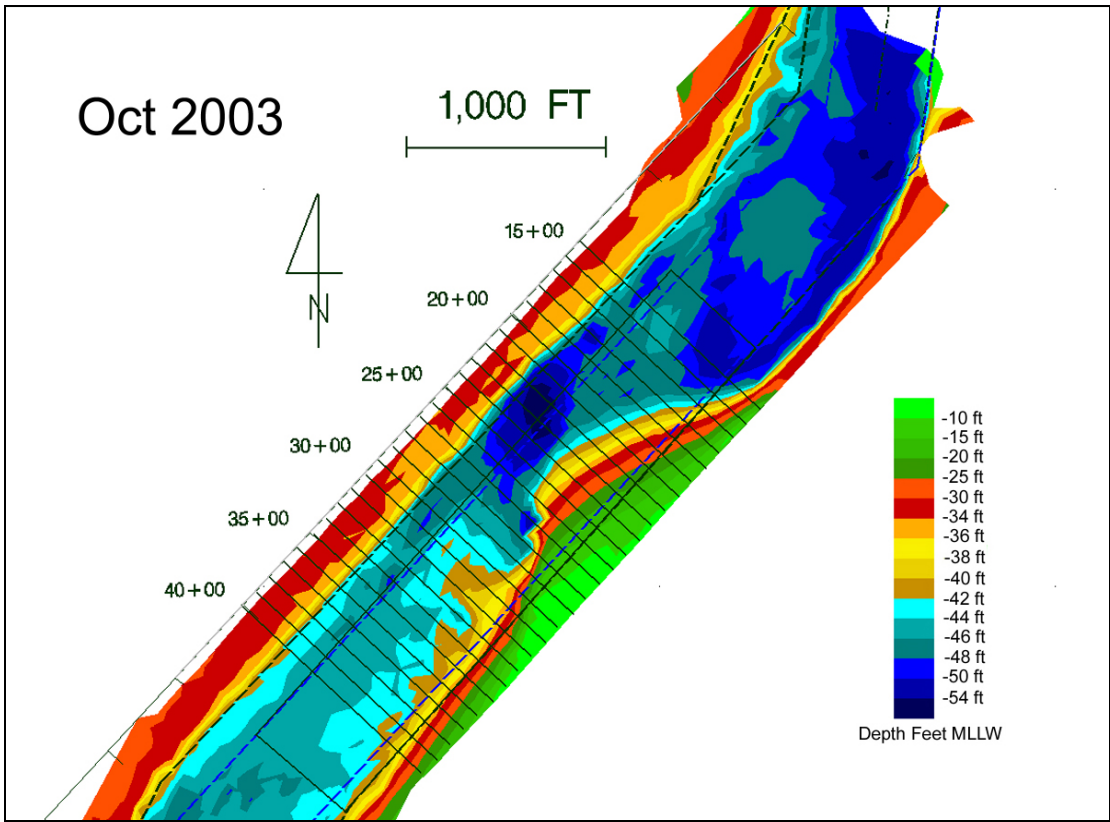 Oct 2003
1,000 FT
N
15+00
20+00
25+00
30+00
35+00
40+00
-10 ft
-15 ft
-20 ft
-25 ft
-30 ft
-34 ft
-36 ft
-38 ft
-40 ft
-42 ft
-44 ft
-46 ft
-48 ft
-50 ft
-54 ft
Depth Feet MLLW